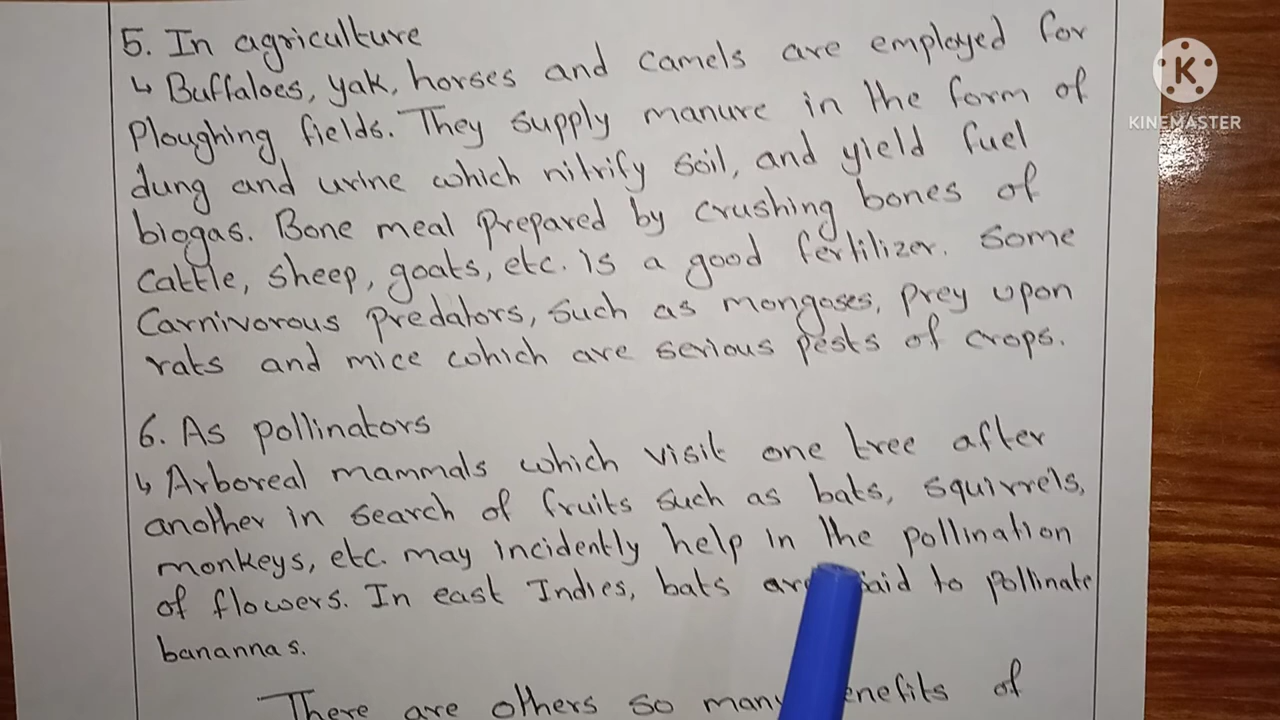 5. In agriculture
↳ Buffaloes, yak, horses and camels are employed for
Ploughing fields. They supply manure in the form of
dung and urine which nitrify soil, and yield fuel
biogas. Bone meal prepared by crushing bones of
cattle, sheep, goats, etc. is a good fertilizer. Some
Carnivorous predators, such as mongoses, prey upon
rats and mice which are serious pests of crops.
6. As pollinators
↳ Arboreal mammals which visit one tree after
another in search of fruits such as bats, squirrels,
monkeys, etc. may incidently help in the pollination
of flowers. In east Indies, bats are said to pollinate
banannas.
There are others so many benefits of
K
KINEMASTER